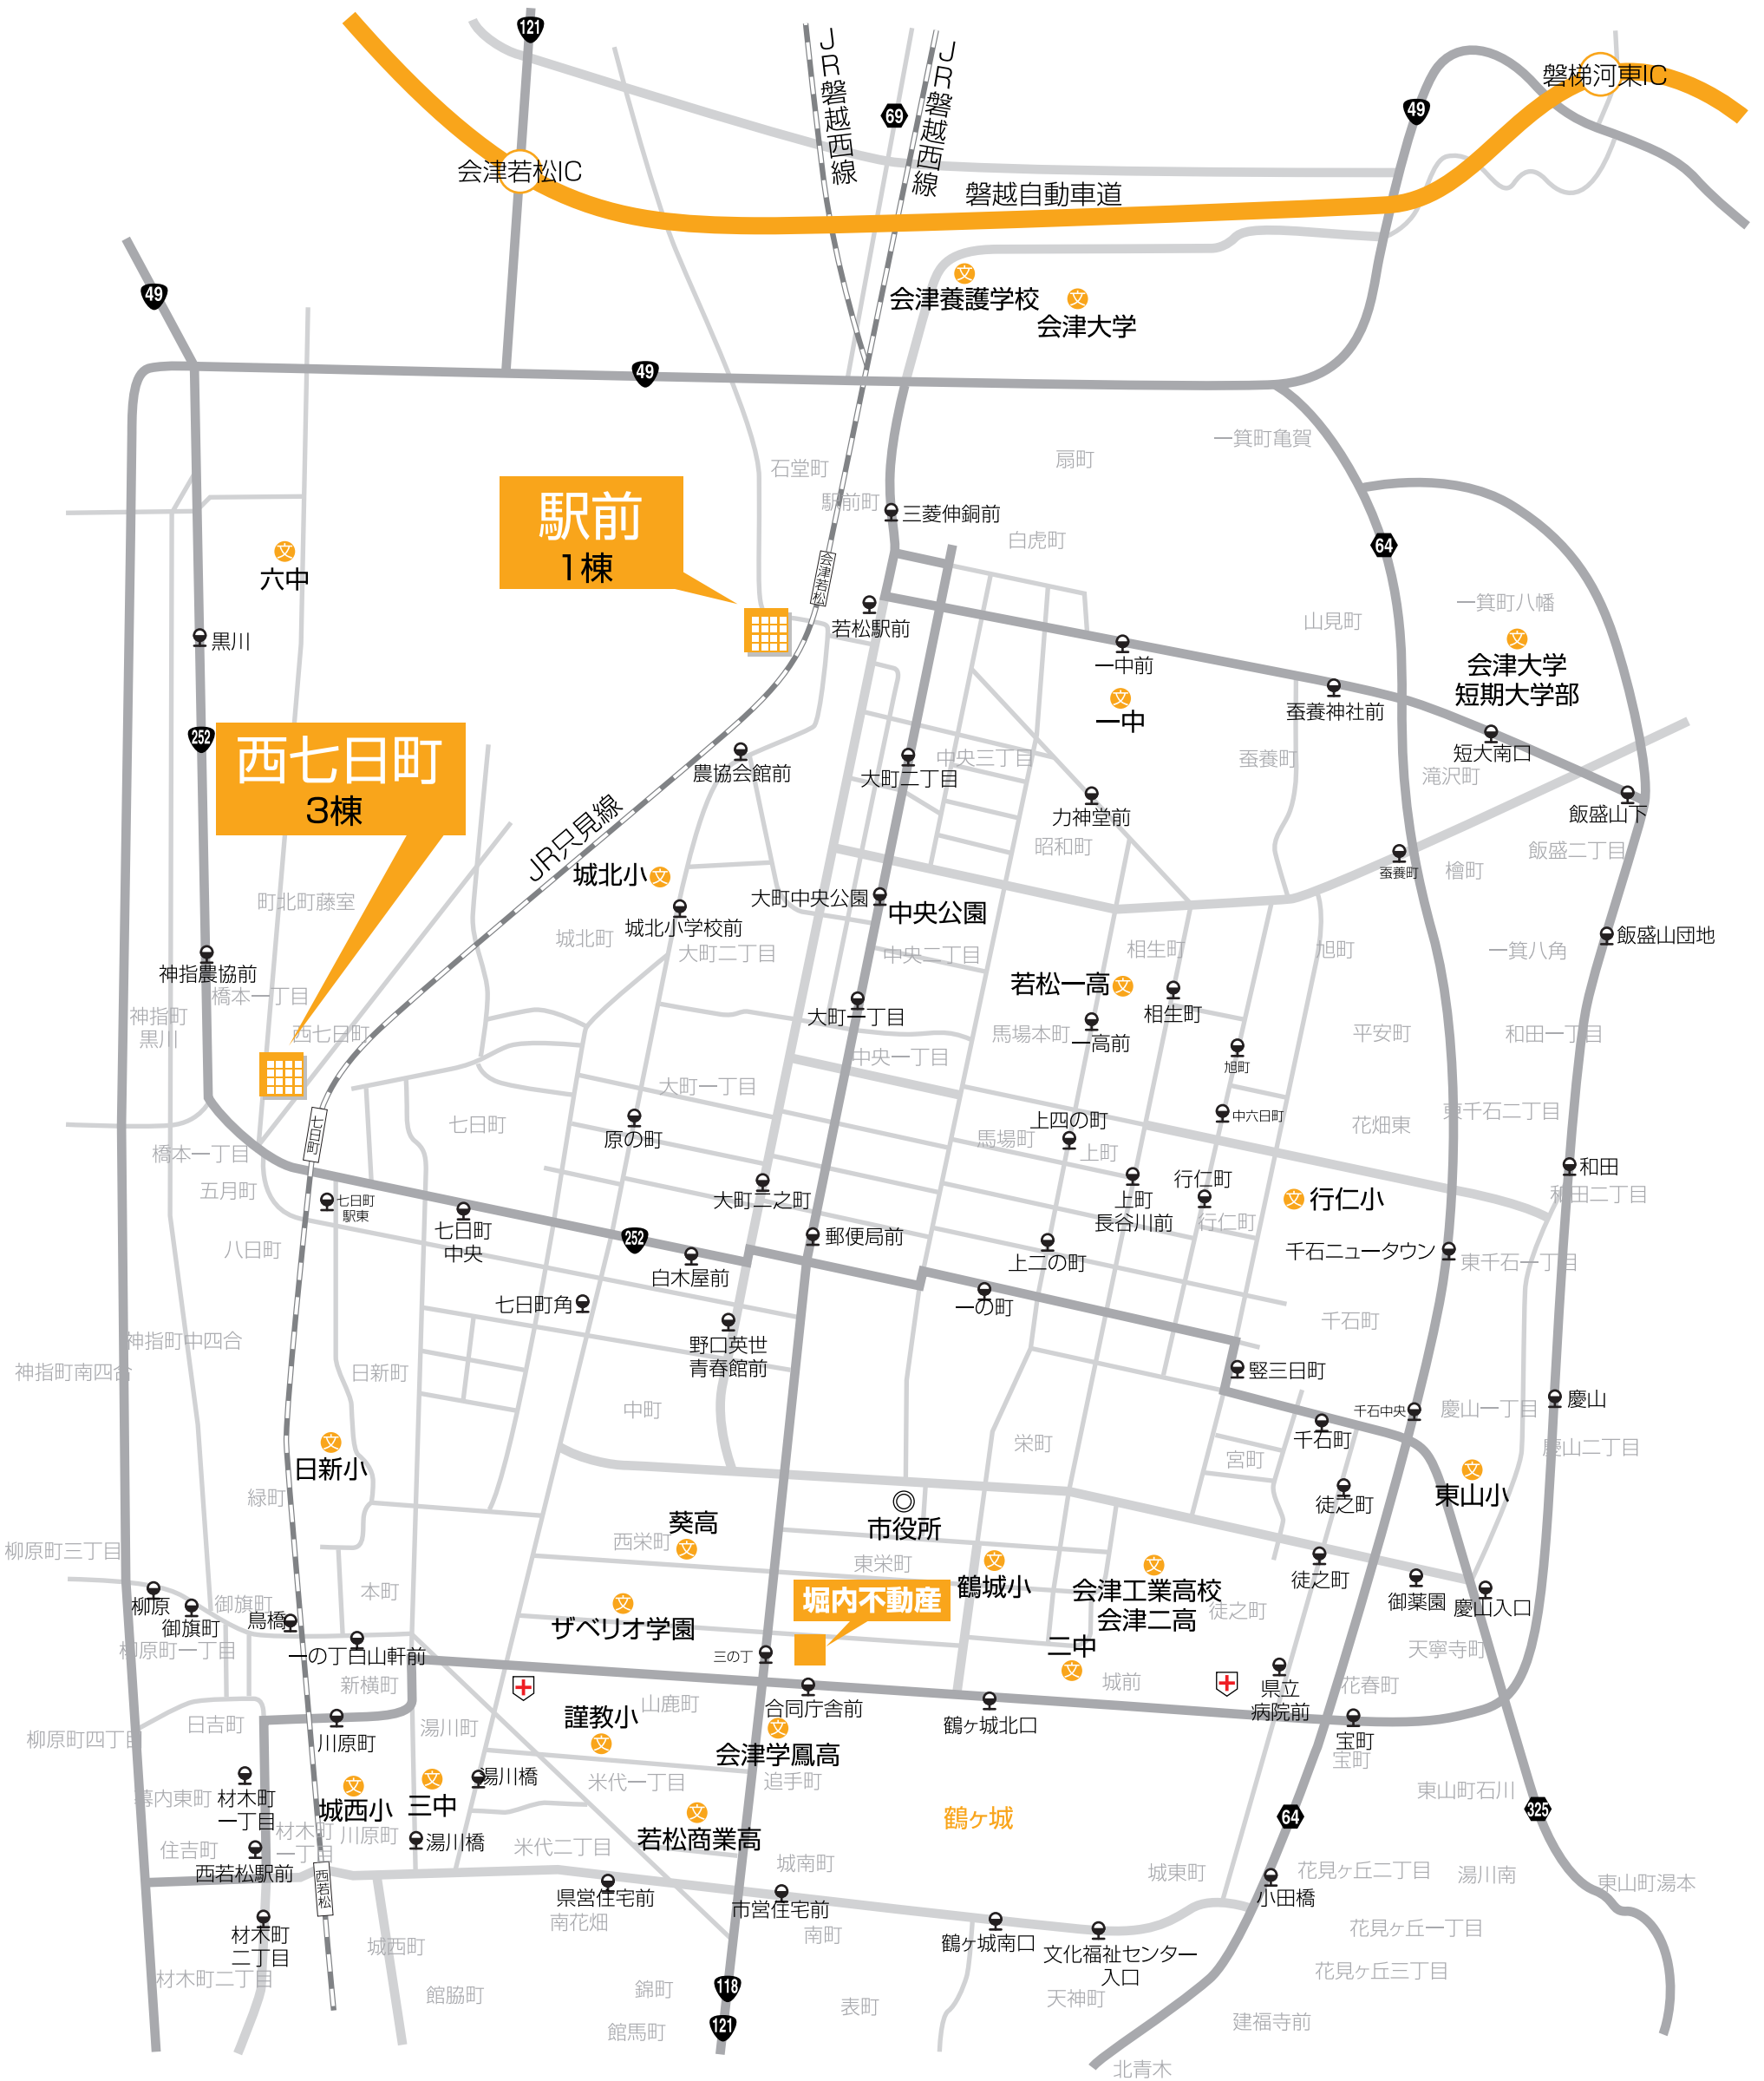 121
JR磐越西線
69
JR磐越西線
49
磐梯河東IC
会津若松IC
磐越自動車道
49
会津養護学校
会津大学
49
一箕町亀賀
扇町
石堂町
駅前町
三菱伸銅前
白虎町
駅前
1棟
64
六中
会津若松
一箕町八幡
山見町
若松駅前
黒川
一中前
会津大学
短期大学部
蚕養神社前
一中
252
西七日町
3棟
短大南口
農協会館前
中央三丁目
大町二丁目
蚕養町
滝沢町
力神堂前
飯盛山下
JR只見線
昭和町
飯盛二丁目
城北小
蚕養町
檜町
町北町藤室
大町中央公園
中央公園
城北小学校前
城北町
大町二丁目
中央二丁目
相生町
旭町
飯盛山団地
一箕八角
神指農協前
若松一高
橋本一丁目
神指町
黒川
西七日町
大町一丁目
相生町
馬場本町
一高前
平安町
和田一丁目
中央一丁目
旭町
大町一丁目
七日町
七日町
原の町
上四の町
中六日町
花畑東
東千石二丁目
馬場町
上町
橋本一丁目
和田
五月町
七日町
駅東
大町二之町
行仁町
行仁小
和田二丁目
上町
長谷川前
七日町
中央
行仁町
八日町
252
郵便局前
千石ニュータウン
東千石一丁目
白木屋前
上二の町
七日町角
一の町
千石町
神指町中四合
野口英世
青春館前
神指町南四合
日新町
竪三日町
中町
千石中央
慶山一丁目
慶山
千石町
栄町
宮町
慶山二丁目
日新小
緑町
徒之町
東山小
葵高
市役所
西栄町
柳原町三丁目
東栄町
徒之町
本町
鶴城小
会津工業高校
会津二高
柳原
御旗町
堀内不動産
御薬園
慶山入口
御旗町
鳥橋
ザベリオ学園
徒之町
柳原町一丁目
一の丁白山軒前
三の丁
二中
天寧寺町
新横町
城前
県立
病院前
花春町
山鹿町
合同庁舎前
鶴ヶ城北口
日吉町
川原町
湯川町
謹教小
宝町
宝町
柳原町四丁目
会津学鳳高
湯川橋
米代一丁目
追手町
幕内東町
材木町
一丁目
城西小
三中
東山町石川
鶴ヶ城
325
64
材木町
一丁目
川原町
湯川橋
若松商業高
住吉町
米代二丁目
西若松駅前
西若松
城南町
城東町
花見ヶ丘二丁目
湯川南
東山町湯本
県営住宅前
市営住宅前
小田橋
南花畑
材木町
二丁目
城西町
南町
鶴ヶ城南口
文化福祉センター
入口
花見ヶ丘一丁目
材木町二丁目
花見ヶ丘三丁目
館脇町
錦町
118
表町
天神町
121
館馬町
建福寺前
北青木